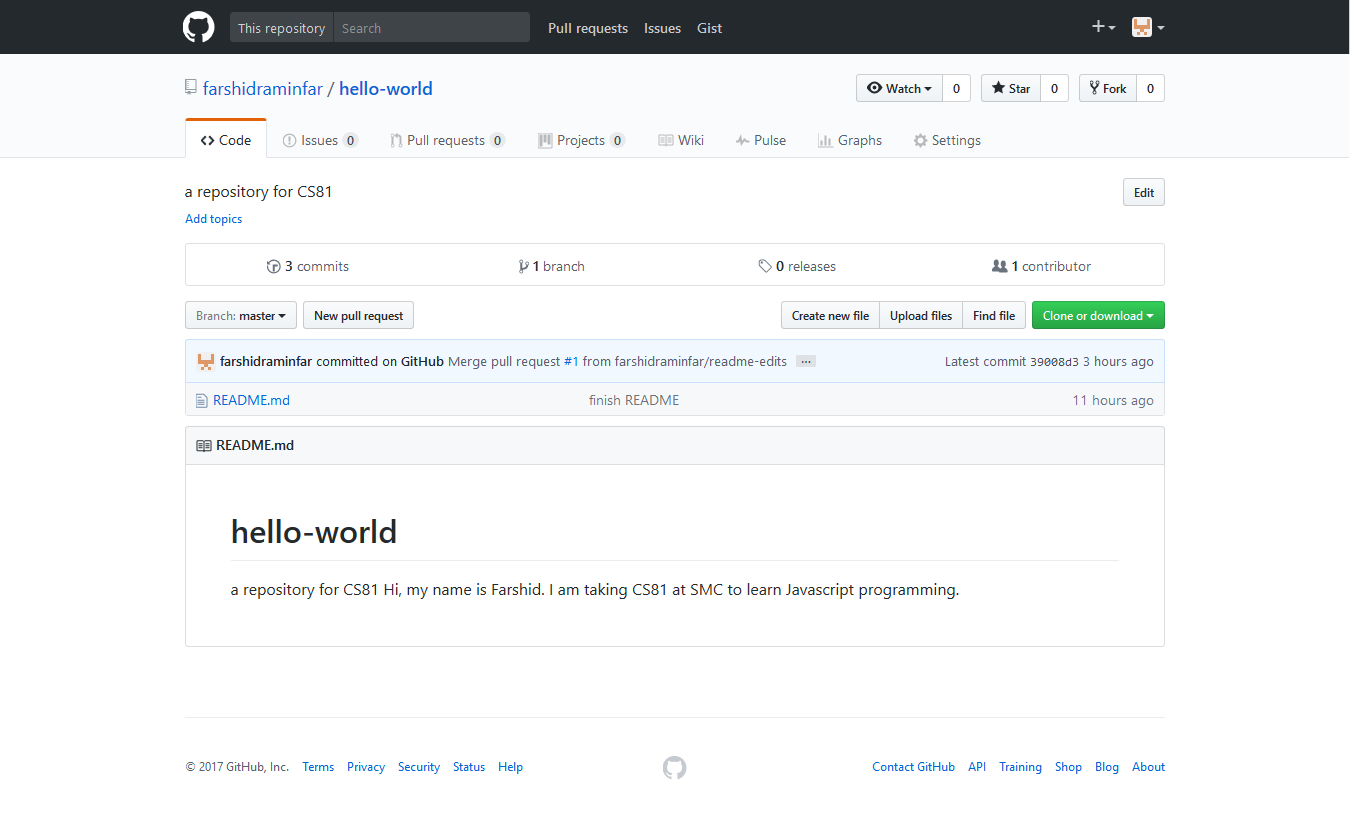 This repository Search Pull requests Issues Gist
farshidraminfar / hello-world Watch 0 Star 0 Fork 0
Code Issues 0 Pull requests 0 Projects 0 Wiki Pulse Graphs Settings
a repository for CS81 Edit
Add topics
3 commits 1 branch 0 releases 1 contributor
Branch: master New pull request Create new file Upload files Find file Clone or download
farshidraminfar committed on GitHub Merge pull request #1 from farshidraminfar/readme-edits ... Latest commit 39008d3 3 hours ago
README.md finish README 11 hours ago
README.md
hello-world
a repository for CS81 Hi, my name is Farshid. I am taking CS81 at SMC to learn Javascript programming.
© 2017 GitHub, Inc. Terms Privacy Security Status Help Contact GitHub API Training Shop Blog About